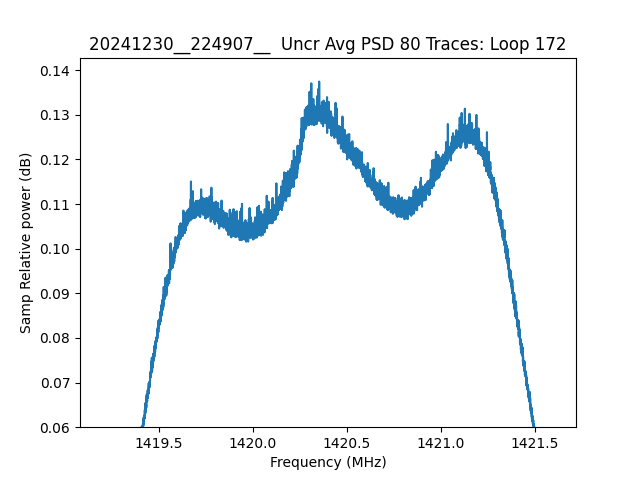 20241230__224907__  Uncr Avg PSD 80 Traces: Loop 172
0.14
0.13
0.12
0.11
0.10
0.09
0.08
0.07
0.06
Samp Relative power (dB)
1419.5 1420.0 1420.5 1421.0 1421.5
Frequency (MHz)